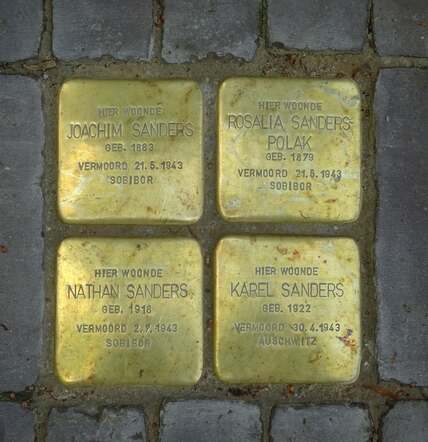 HIER WOONDE
JOACHIM SANDERS
GEB. 1883
VERMOORD 21.5.1943
SOBIBOR
HIER WOONDE
ROSALIA SANDERS-
POLAK
GEB. 1879
VERMOORD 21.5.1943
SOBIBOR
HIER WOONDE
NATHAN SANDERS
GEB. 1918
VERMOORD 2.7.1943
SOBIBOR
HIER WOONDE
KAREL SANDERS
GEB. 1922
VERMOORD 30.4.1943
AUSCHWITZ